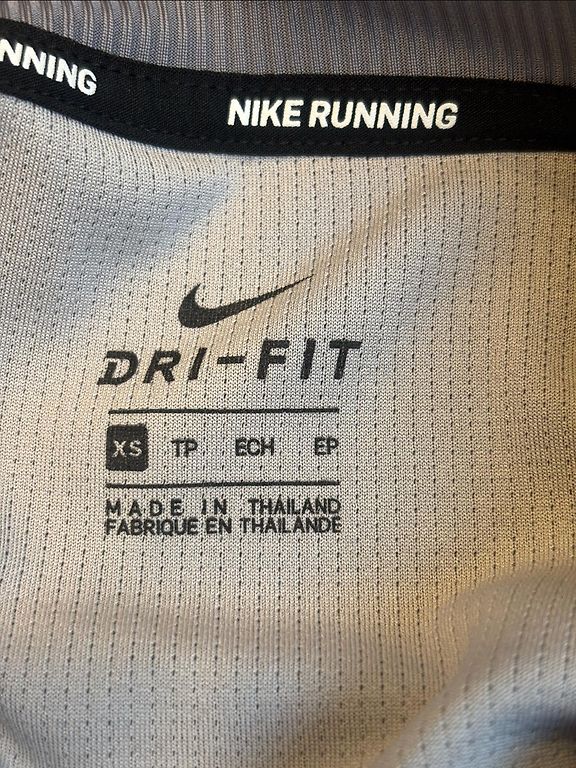 NNING
NIKE RUNNING
DRI-FIT
XS TP ECH EP
MADE IN THAILAND
FABRIQUE EN THAILANDE